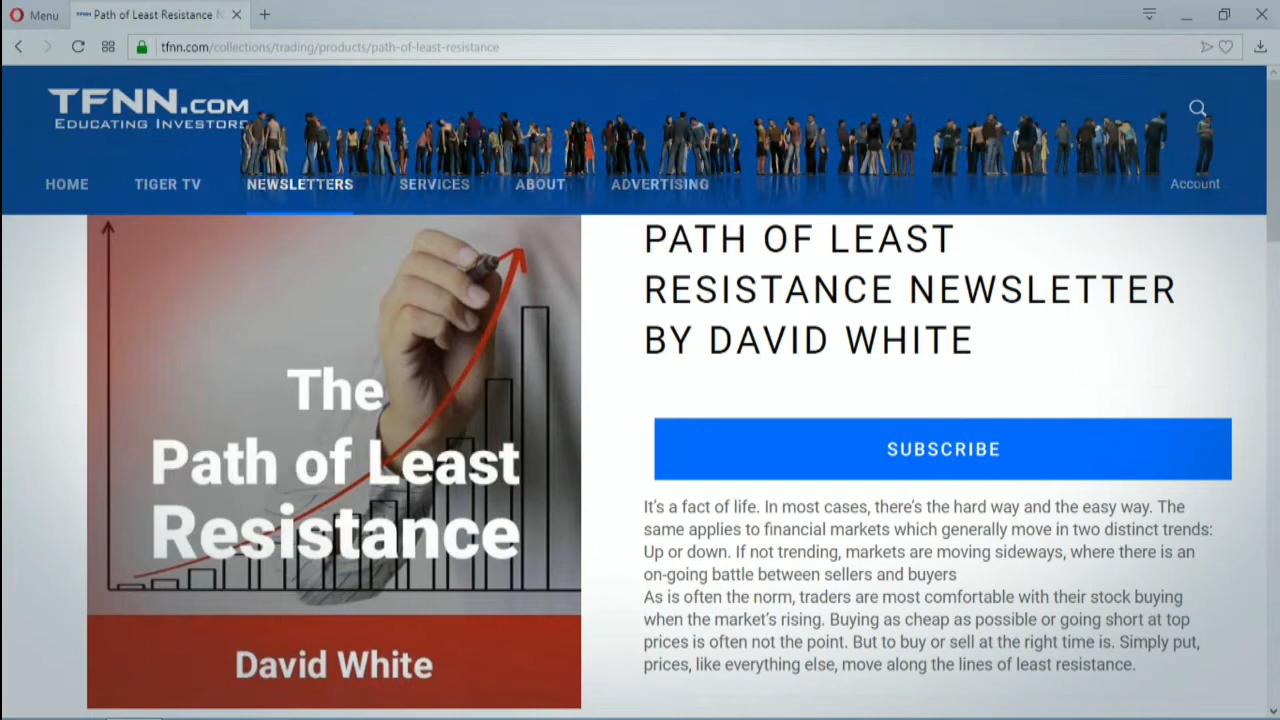 Menu
Path of Least Resistance N
tfnn.com/collections/trading/products/path-of-least-resistance
TFNN.COM
EDUCATING INVESTORS
HOME
TIGER TV
NEWSLETTERS
SERVICES
ABOUT
ADVERTISING
Account
The
Path of Least
Resistance
David White
PATH OF LEAST
RESISTANCE NEWSLETTER
BY DAVID WHITE
SUBSCRIBE
It's a fact of life. In most cases, there's the hard way and the easy way. The
same applies to financial markets which generally move in two distinct trends:
Up or down. If not trending, markets are moving sideways, where there is an
on-going battle between sellers and buyers
As is often the norm, traders are most comfortable with their stock buying
when the market's rising. Buying as cheap as possible or going short at top
prices is often not the point. But to buy or sell at the right time is. Simply put,
prices, like everything else, move along the lines of least resistance.